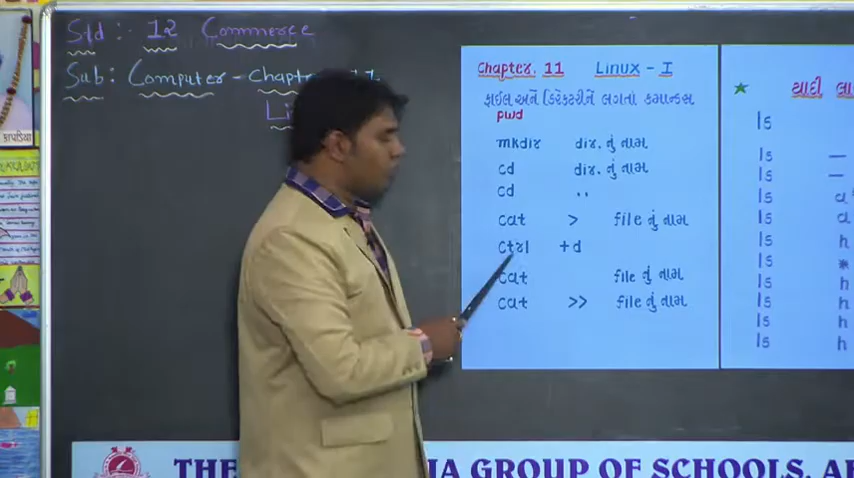 Std : 12 Commerce
Sub : Computer - Chapter
Chapter. 11 Linux - I
ફાઈલ અને ડિરેક્ટરીને લગતાં કમાન્ડસ
pwd
mkdir dir. નું નામ
cd dir. નું નામ
cd ..
cat > file નું નામ
Ctrl + d
cat file નું નામ
cat >> file નું નામ
★ યાદી
ls
ls —
ls —
ls a
ls a
ls h
ls *
ls h
ls h
ls h
ls h
THE GROUP OF SCHOOLS,